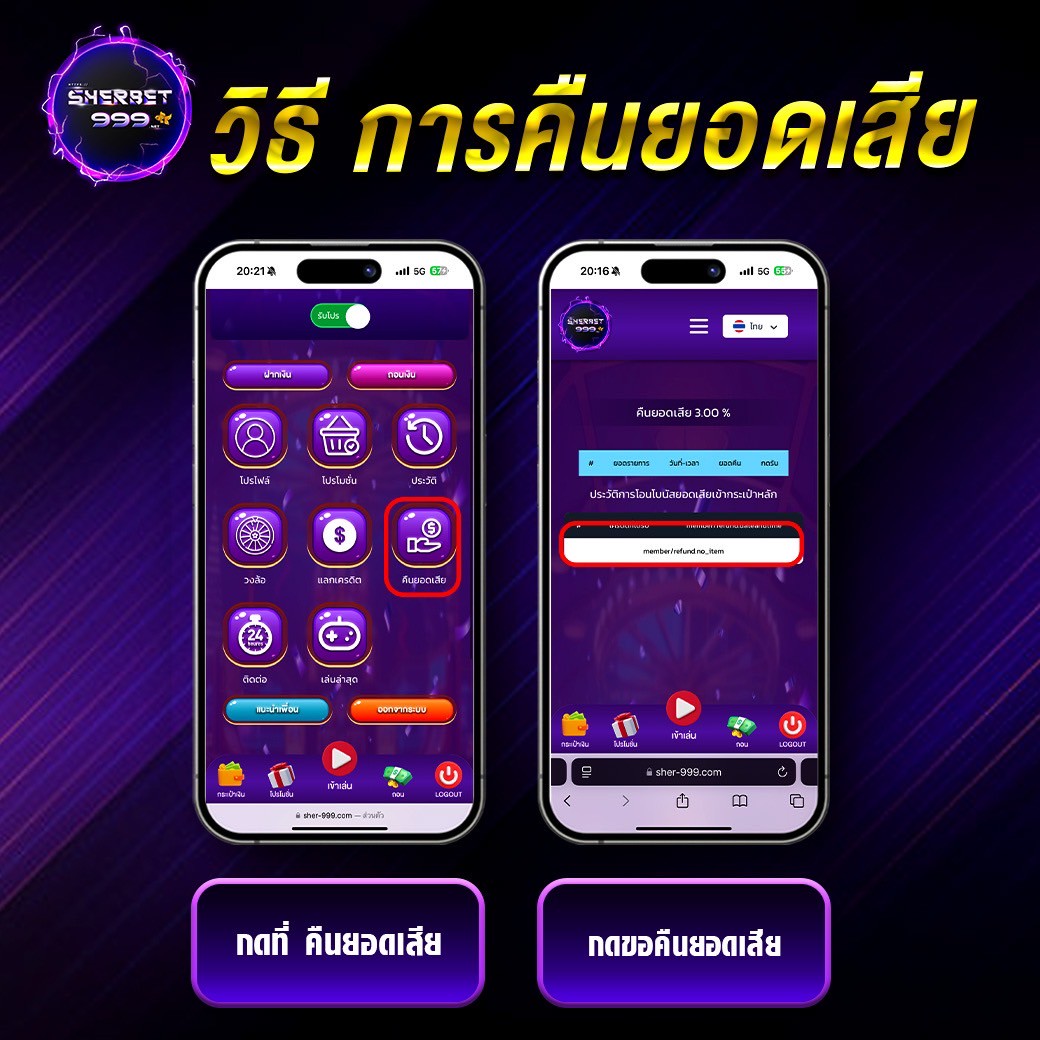 SHERBET
999
วิธี การคืนยอดเสีย
20:21
5G 67
รับโปร
ฝากเงิน
ถอนเงิน
โปรไฟล์
โปรโมชั่น
ประวัติ
วงล้อ
แลกเครดิต
คืนยอดเสีย
24
ติดต่อ
เล่นล่าสุด
แนะนำเพื่อน
ออกจากระบบ
กระเป๋าเงิน
โปรโมชั่น
เข้าเล่น
ถอน
LOGOUT
sher-999.com — ส่วนตัว
20:16
5G
SHERBET
999
ไทย
คืนยอดเสีย 3.00 %
# ยอดรายการ วันที่-เวลา ยอดคืน กดรับ
ประวัติการโอนโบนัสยอดเสียเข้ากระเป๋าหลัก
member/refund.no_item
กระเป๋าเงิน
โปรโมชั่น
เข้าเล่น
ถอน
LOGOUT
sher-999.com
กดที่ คืนยอดเสีย
กดขอคืนยอดเสีย